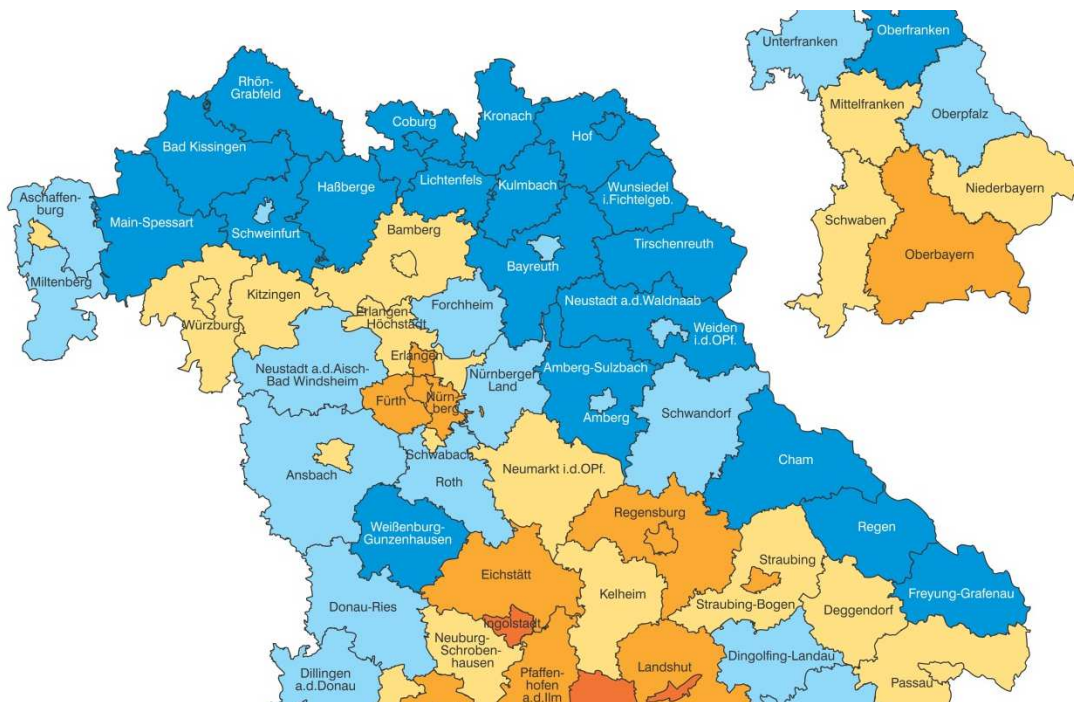 Rhön-
Grabfeld
Coburg
Kronach
Hof
Bad Kissingen
Lichtenfels
Kulmbach
Haßberge
Wunsiedel
i.Fichtelgeb.
Aschaffen-
burg
Main-Spessart
Schweinfurt
Bamberg
Tirschenreuth
Miltenberg
Kitzingen
Bayreuth
Würzburg
Erlangen-
Höchstadt
Forchheim
Neustadt a.d.Waldnaab
Weiden
i.d.OPf.
Erlangen
Neustadt a.d.Aisch-
Bad Windsheim
Nürnberger
Land
Amberg-Sulzbach
Fürth
Nürn-
berg
Amberg
Schwandorf
Schwabach
Ansbach
Roth
Neumarkt i.d.OPf.
Cham
Regensburg
Weißenburg-
Gunzenhausen
Regen
Eichstätt
Straubing
Kelheim
Freyung-Grafenau
Donau-Ries
Straubing-Bogen
Deggendorf
Ingolstadt
Neuburg-
Schroben-
hausen
Dingolfing-Landau
Landshut
Dillingen
a.d.Donau
Pfaffen-
hofen
a.d.Ilm
Passau
Unterfranken
Oberfranken
Mittelfranken
Oberpfalz
Niederbayern
Schwaben
Oberbayern